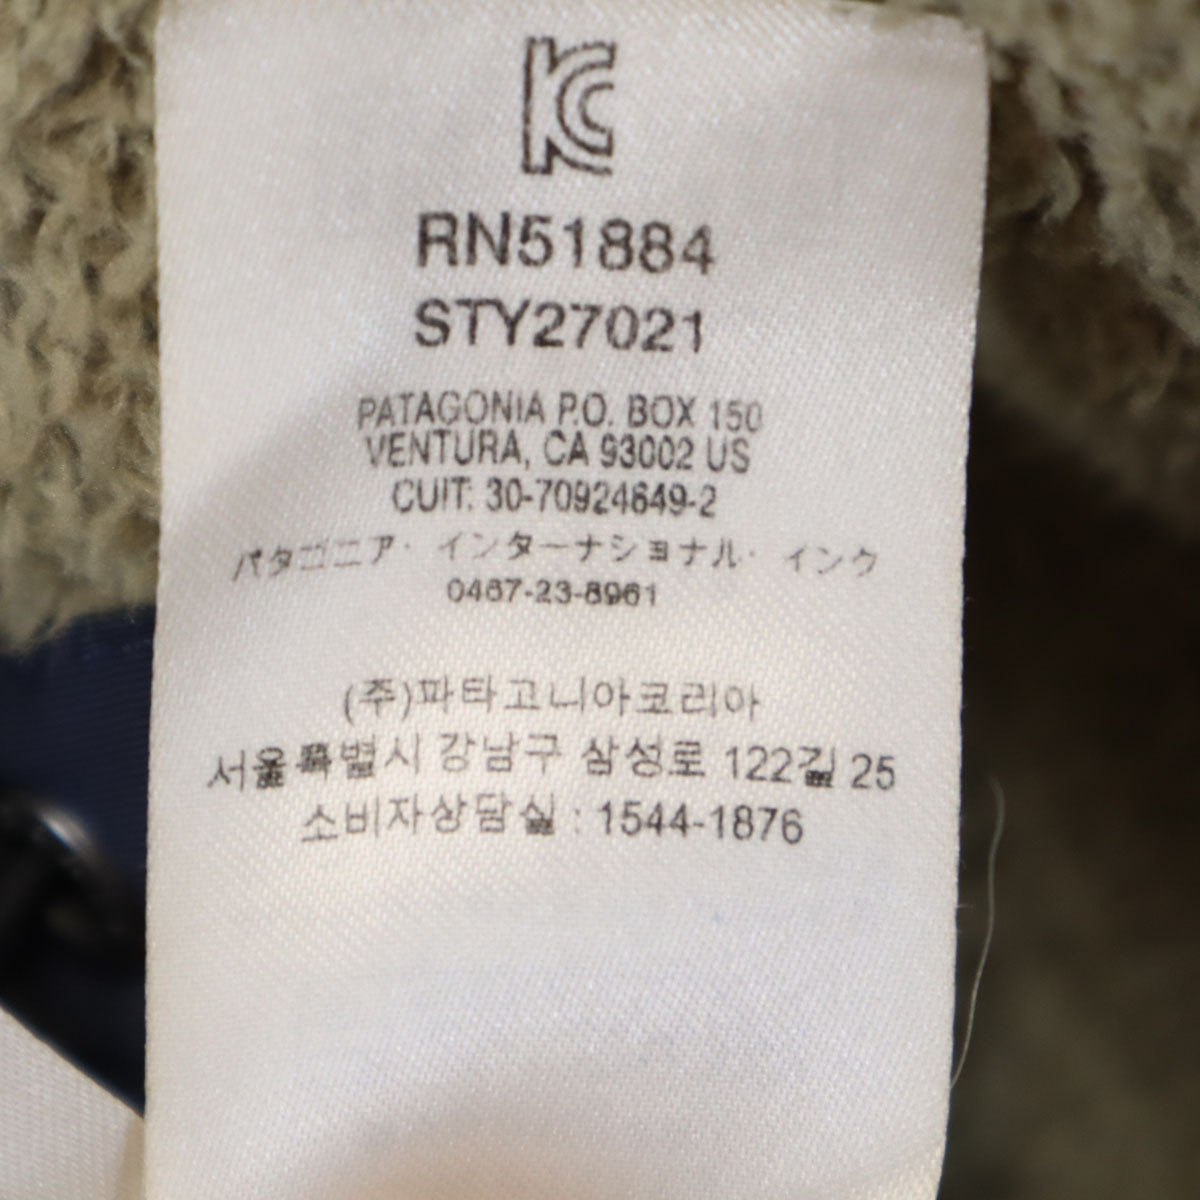 KC
RN51884
STY27021
PATAGONIA P.O. BOX 150
VENTURA, CA 93002 US
CUIT: 30-70924649-2
パタゴニア・インターナショナル・インク
0467-23-8961
(주)파타고니아코리아
서울특별시 강남구 삼성로 122길 25
소비자상담실 : 1544-1876